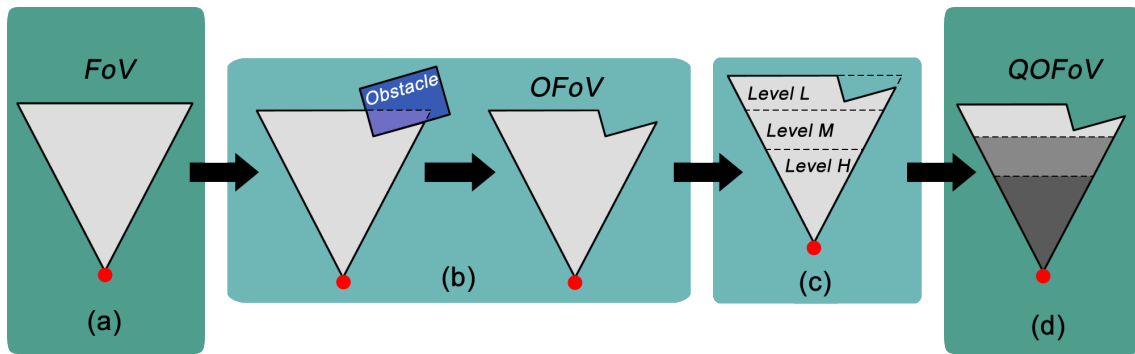 FoV
(a)
Obstacle
OFoV
(b)
Level L
Level M
Level H
(c)
QOFoV
(d)